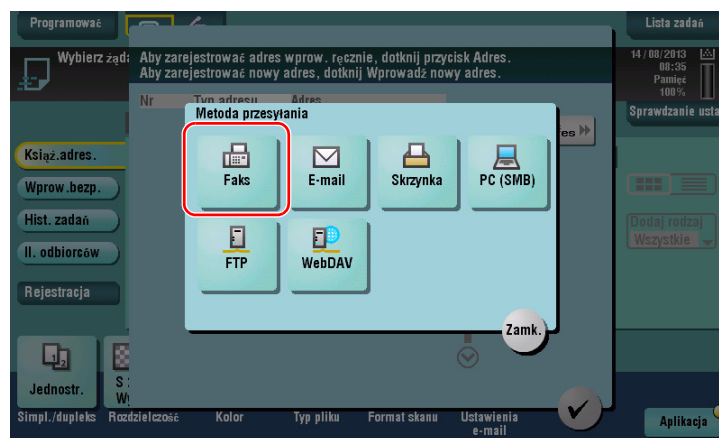 Programować
Lista zadań
Wybierz żąda
Aby zarejestrować adres wprow. ręcznie, dotknij przycisk Adres.
Aby zarejestrować nowy adres, dotknij Wprowadź nowy adres.
14/08/2013
08:35
Pamięć
100%
Nr Typ adresu Adres
Sprawdzanie usta
Metoda przesyłania
Książ.adres.
Faks
E-mail
Skrzynka
PC (SMB)
Wprow.bezp.
Hist. zadań
Dodaj rodzaj
Wszystkie
Il. odbiorców
FTP
WebDAV
Rejestracja
Zamk.
Jednostr.
Simpl./dupleks Rozdzielczość Kolor Typ pliku Format skanu Ustawienia
e-mail
Aplikacja